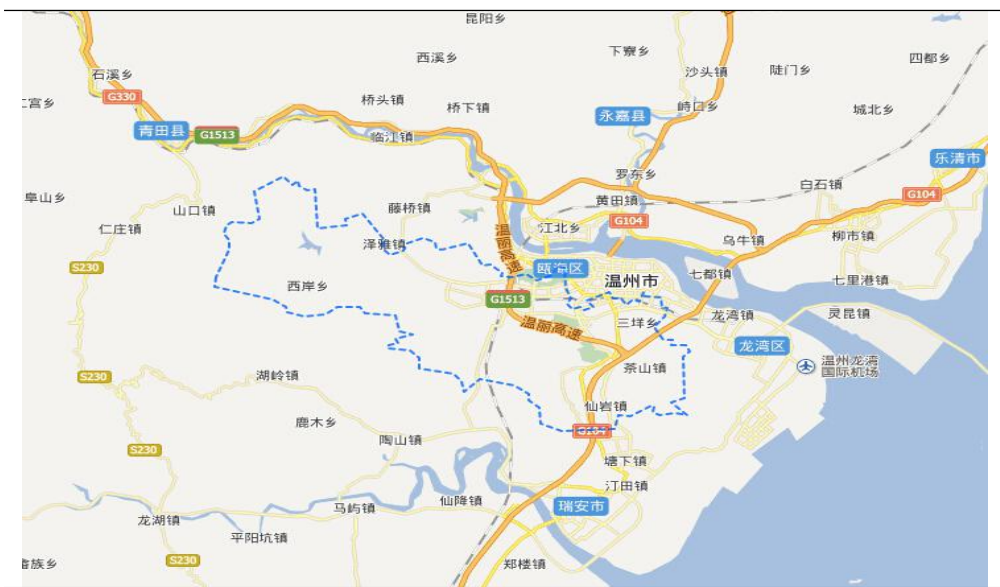 昆阳乡
西溪乡
下寮乡
四都乡
石溪乡
沙头镇
陡门乡
G330
桥头镇
桥下镇
峙口乡
二宫乡
永嘉县
城北乡
青田县
G1513
临江镇
乐清市
罗东乡
白石镇
阜山乡
黄田镇
G104
山口镇
藤桥镇
G104
仁庄镇
江北乡
乌牛镇
柳市镇
泽雅镇
温丽高速
S230
瓯海区
温州市
七都镇
七里港镇
西岸乡
G1513
温丽高速
三垟乡
龙湾镇
灵昆镇
龙湾区
温州龙湾
国际机场
S230
湖岭镇
茶山镇
仙岩镇
鹿木乡
陶山镇
S230
塘下镇
汀田镇
龙湖镇
马屿镇
仙降镇
瑞安市
平阳坑镇
S230
郑楼镇
族乡